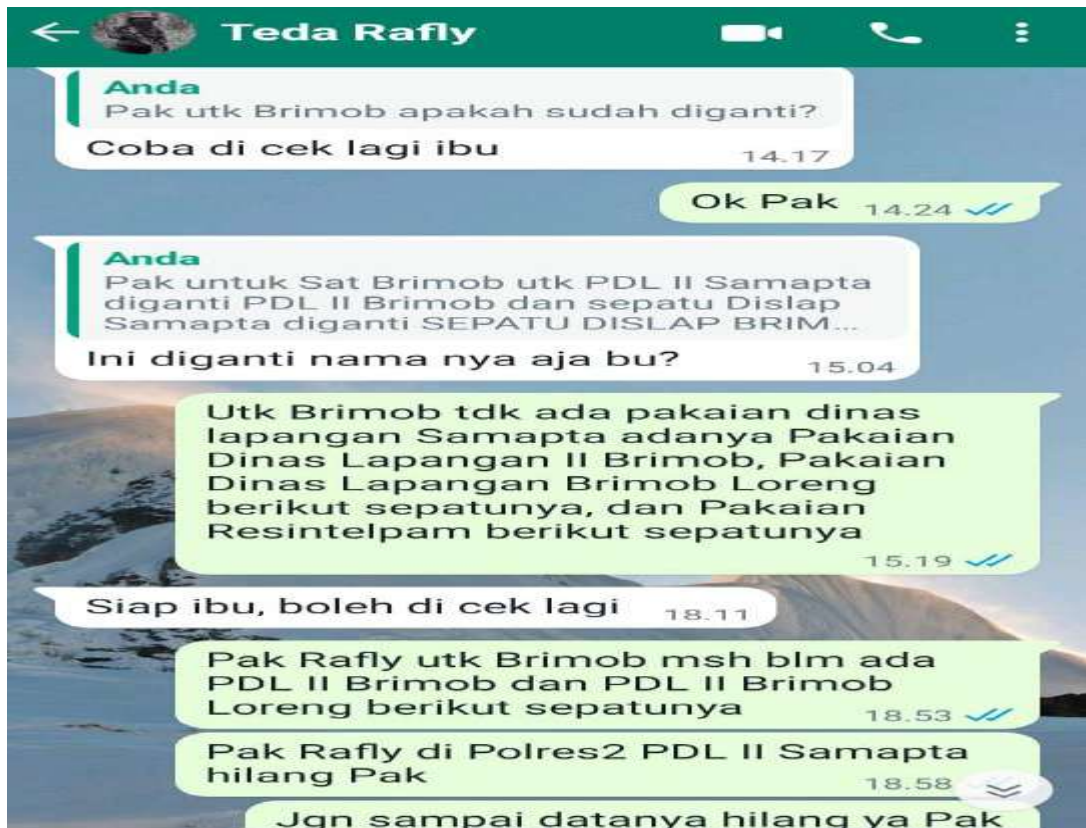 Teda Rafly
Anda
Pak utk Brimob apakah sudah diganti?
Coba di cek lagi ibu
14.17
Ok Pak
14.24
Anda
Pak untuk Sat Brimob utk PDL II Samapta
diganti PDL II Brimob dan sepatu Dislap
Samapta diganti SEPATU DISLAP BRIM...
Ini diganti nama nya aja bu?
15.04
Utk Brimob tdk ada pakaian dinas
lapangan Samapta adanya Pakaian
Dinas Lapangan II Brimob, Pakaian
Dinas Lapangan Brimob Loreng
berikut sepatunya, dan Pakaian
Resintelpam berikut sepatunya
15.19
Siap ibu, boleh di cek lagi
18.11
Pak Rafly utk Brimob msh blm ada
PDL II Brimob dan PDL II Brimob
Loreng berikut sepatunya
18.53
Pak Rafly di Polres2 PDL II Samapta
hilang Pak
18.58
Jgn sampai datanya hilang ya Pak